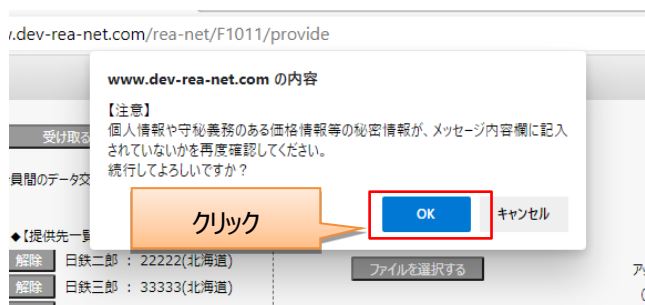 .dev-rea-net.com/rea-net/F1011/provide
www.dev-rea-net.com の内容
【注意】
個人情報や守秘義務のある価格情報等の秘密情報が、メッセージ内容欄に記入
されていないかを再度確認してください。
続行してよろしいですか？
OK
キャンセル
クリック
受け取る
員間のデータ交
◆【提供先一覧
解除 日鉄二郎 : 22222(北海道)
解除 日鉄三郎 : 33333(北海道)
ファイルを選択する